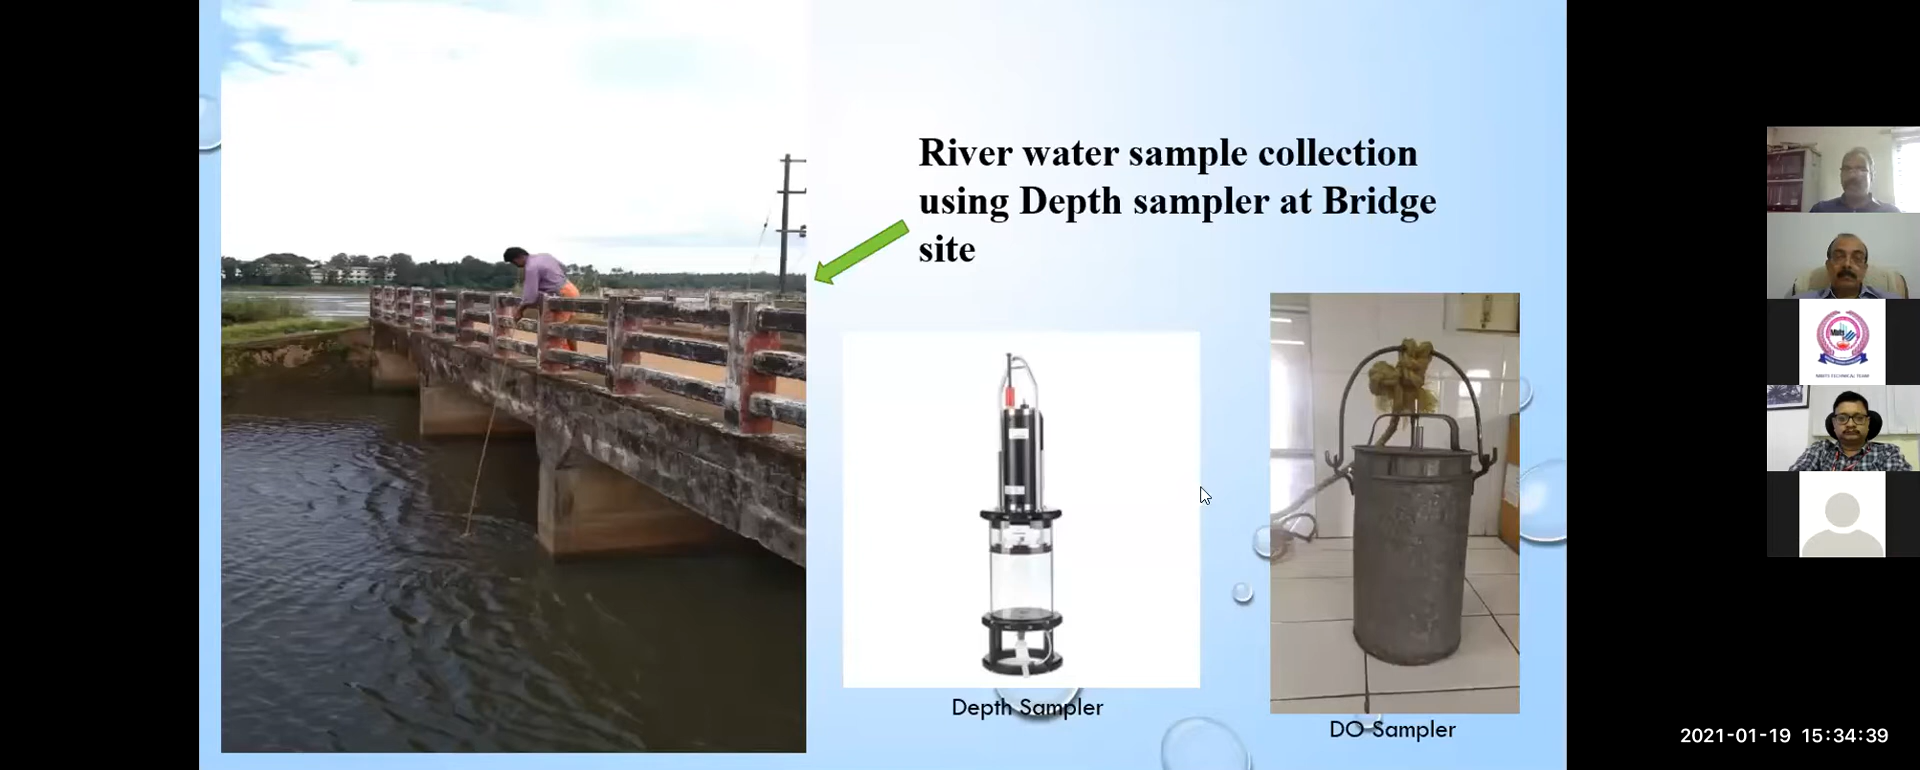 River water sample collection
using Depth sampler at Bridge
site
Depth Sampler
DO Sampler
2021-01-19 15:34:39